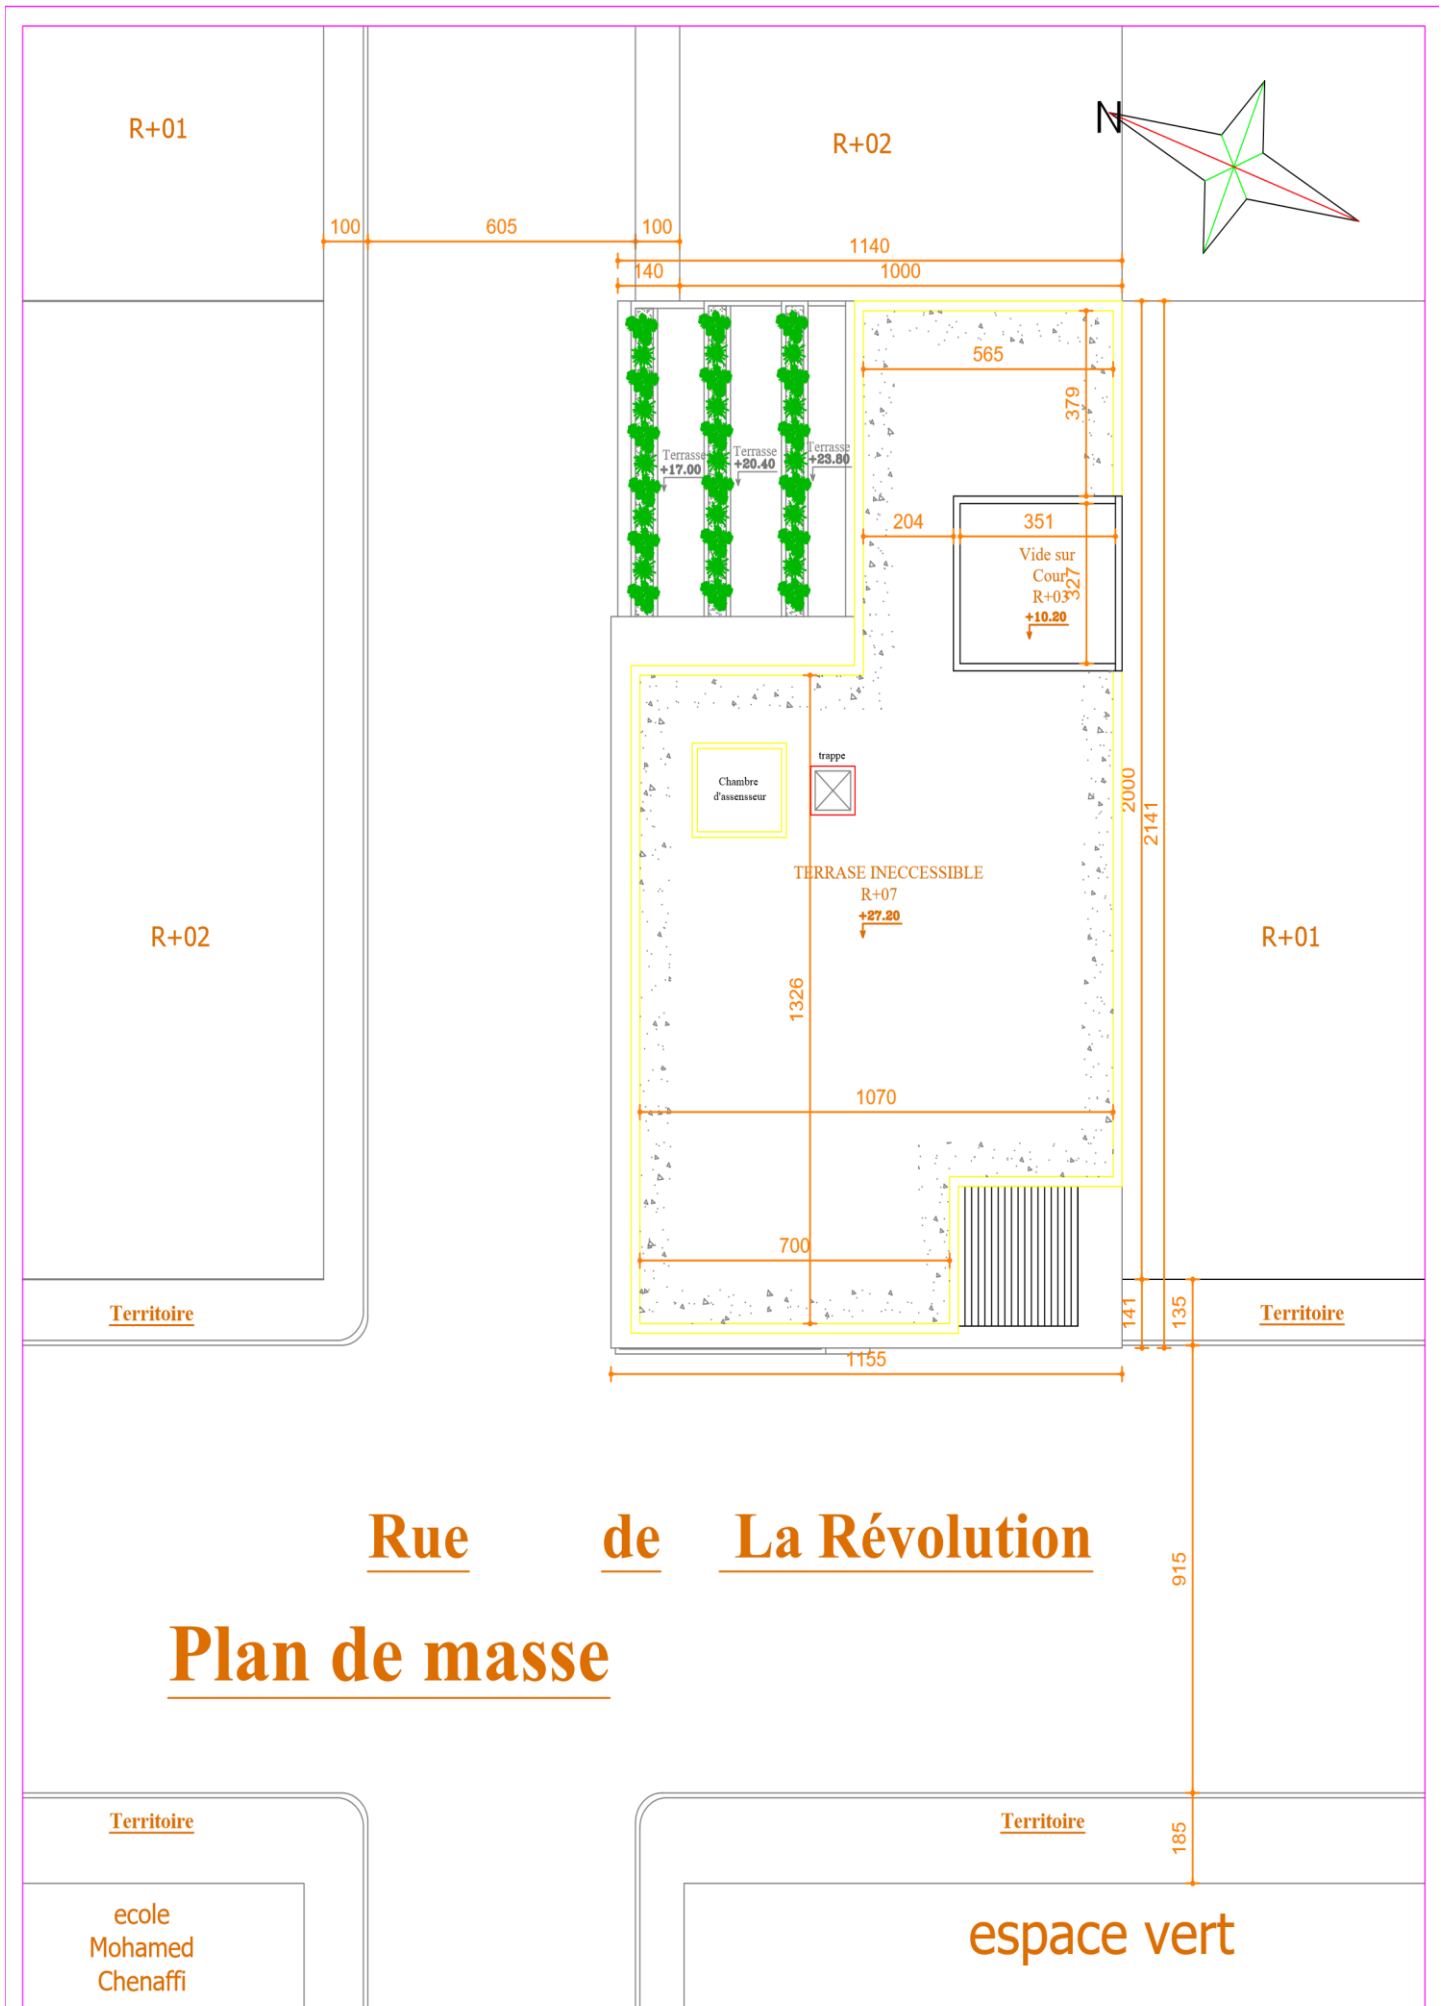 R+01
R+02
N
100
605
100
1140
140
1000
565
379
Terrasse
+17.00
Terrasse
+20.40
Terrasse
+23.80
204
351
Vide sur
Cour
R+03
327
+10.20
trappe
Chambre
d'assensseur
2000
2141
TERRASE INECCESSIBLE
R+07
+27.20
R+02
R+01
1326
1070
700
Territoire
141
135
Territoire
1155
Rue de La Révolution
915
Plan de masse
Territoire
Territoire
185
ecole
Mohamed
Chenaffi
espace vert